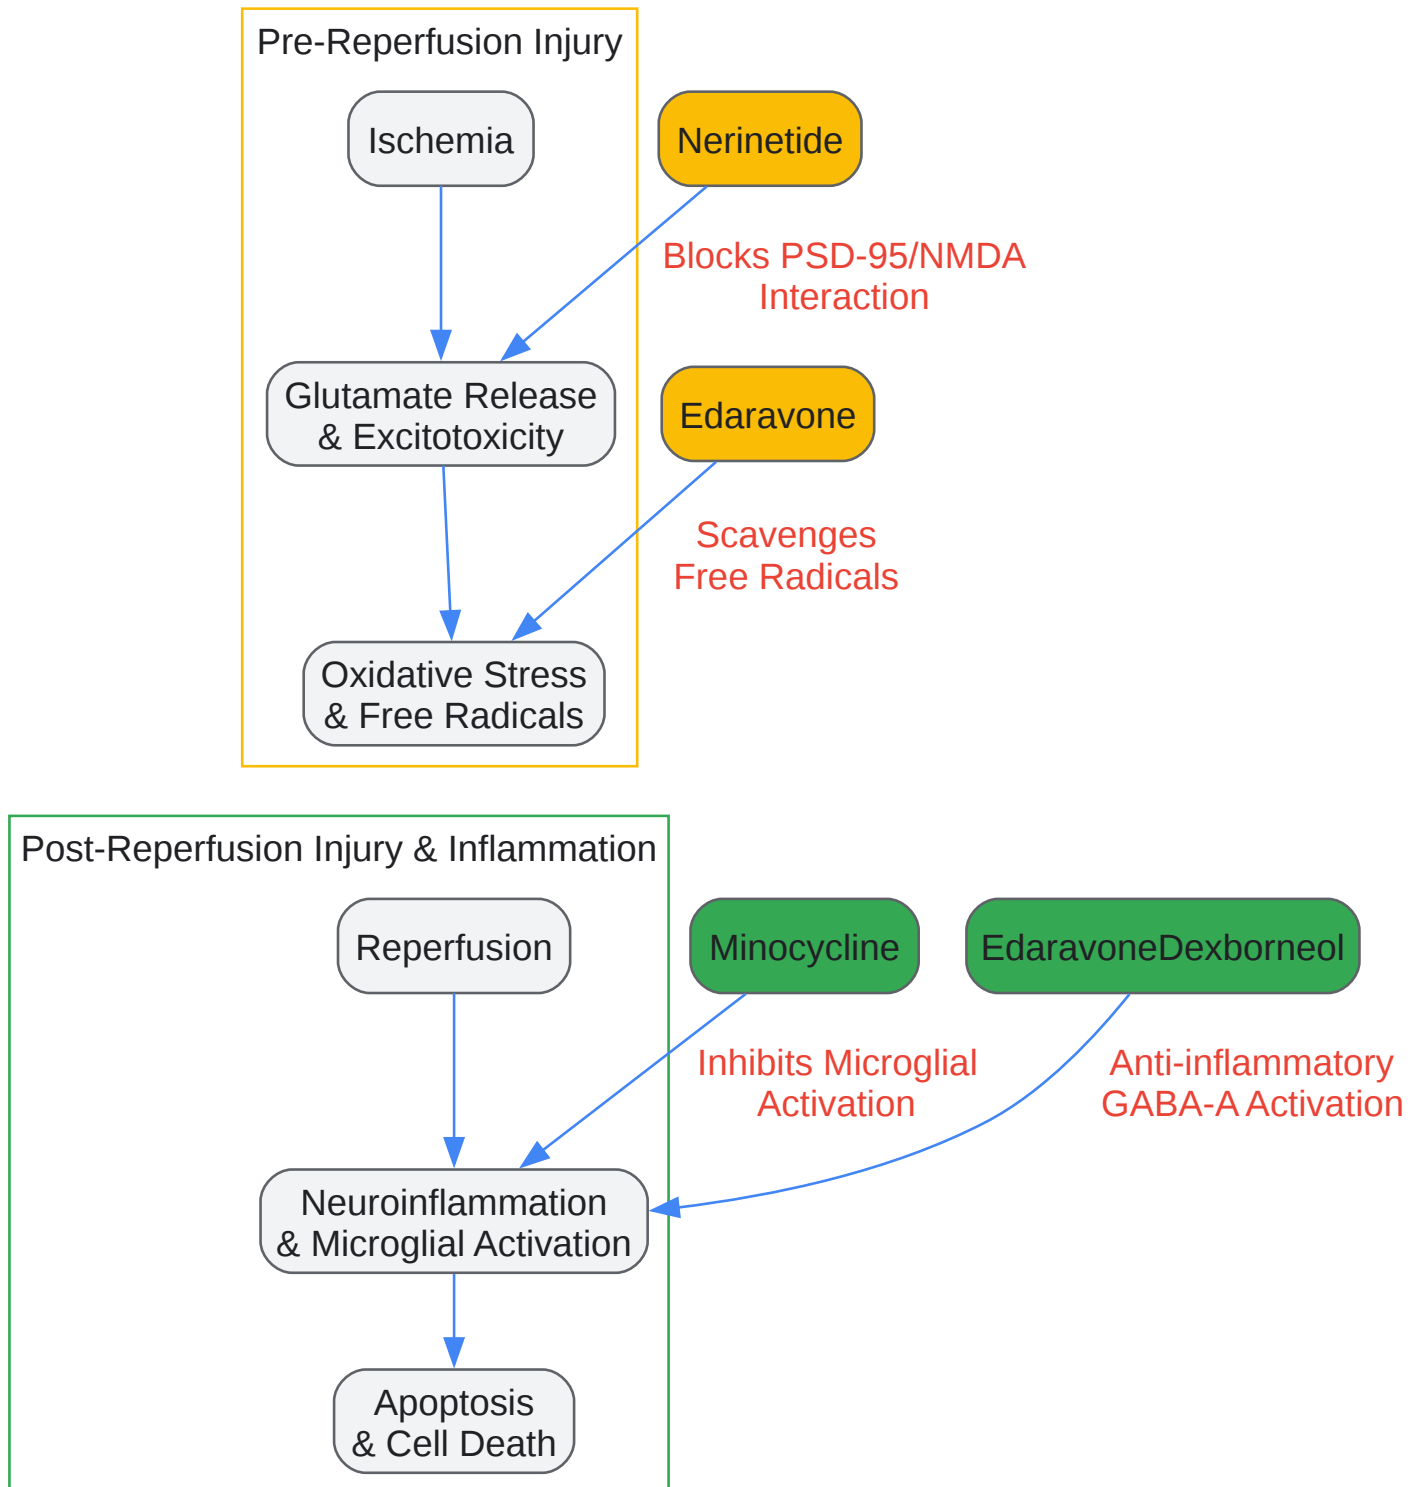 Pre-Reperfusion Injury
Ischemia
Nerinetide
Blocks PSD-95/NMDA
Interaction
Glutamate Release
& Excitotoxicity
Edaravone
Scavenges
Free Radicals
Oxidative Stress
& Free Radicals
Post-Reperfusion Injury & Inflammation
Reperfusion
Minocycline
EdaravoneDexborneol
Inhibits Microglial
Activation
Anti-inflammatory
GABA-A Activation
Neuroinflammation
& Microglial Activation
Apoptosis
& Cell Death